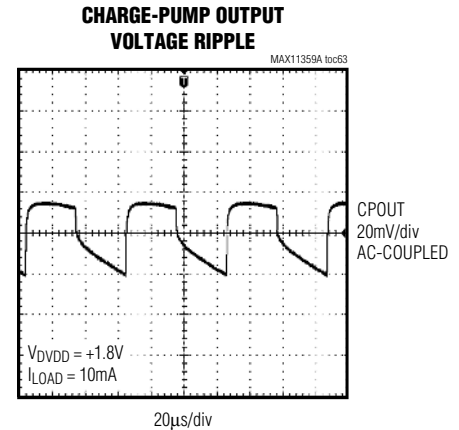 CHARGE-PUMP OUTPUT
VOLTAGE RIPPLE
MAX11359A toc63
T
CPOUT
20mV/div
AC-COUPLED
VDVDD = +1.8V
ILOAD = 10mA
20µs/div